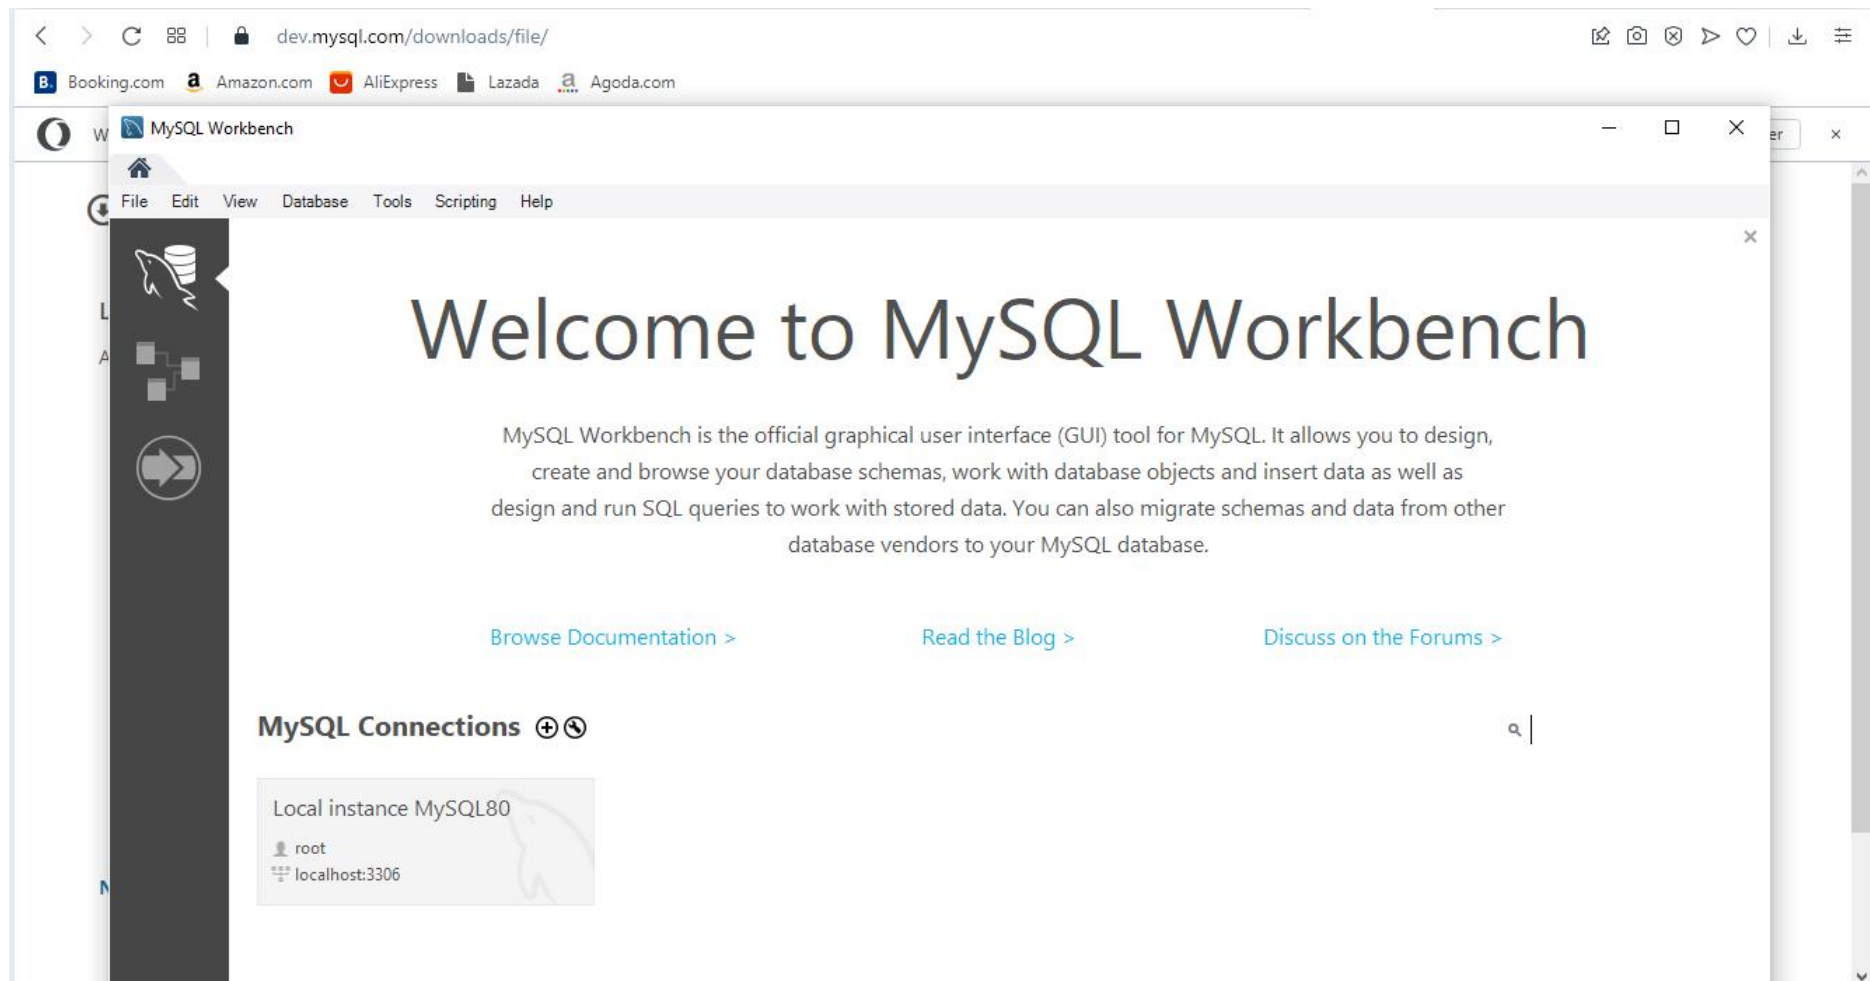 dev.mysql.com/downloads/file/
B. Booking.com a Amazon.com AliExpress Lazada a Agoda.com
W MySQL Workbench er
File Edit View Database Tools Scripting Help
L
Welcome to MySQL Workbench
A
MySQL Workbench is the official graphical user interface (GUI) tool for MySQL. It allows you to design,
create and browse your database schemas, work with database objects and insert data as well as
design and run SQL queries to work with stored data. You can also migrate schemas and data from other
database vendors to your MySQL database.
Browse Documentation > Read the Blog > Discuss on the Forums >
MySQL Connections
Local instance MySQL80
root
localhost:3306
N